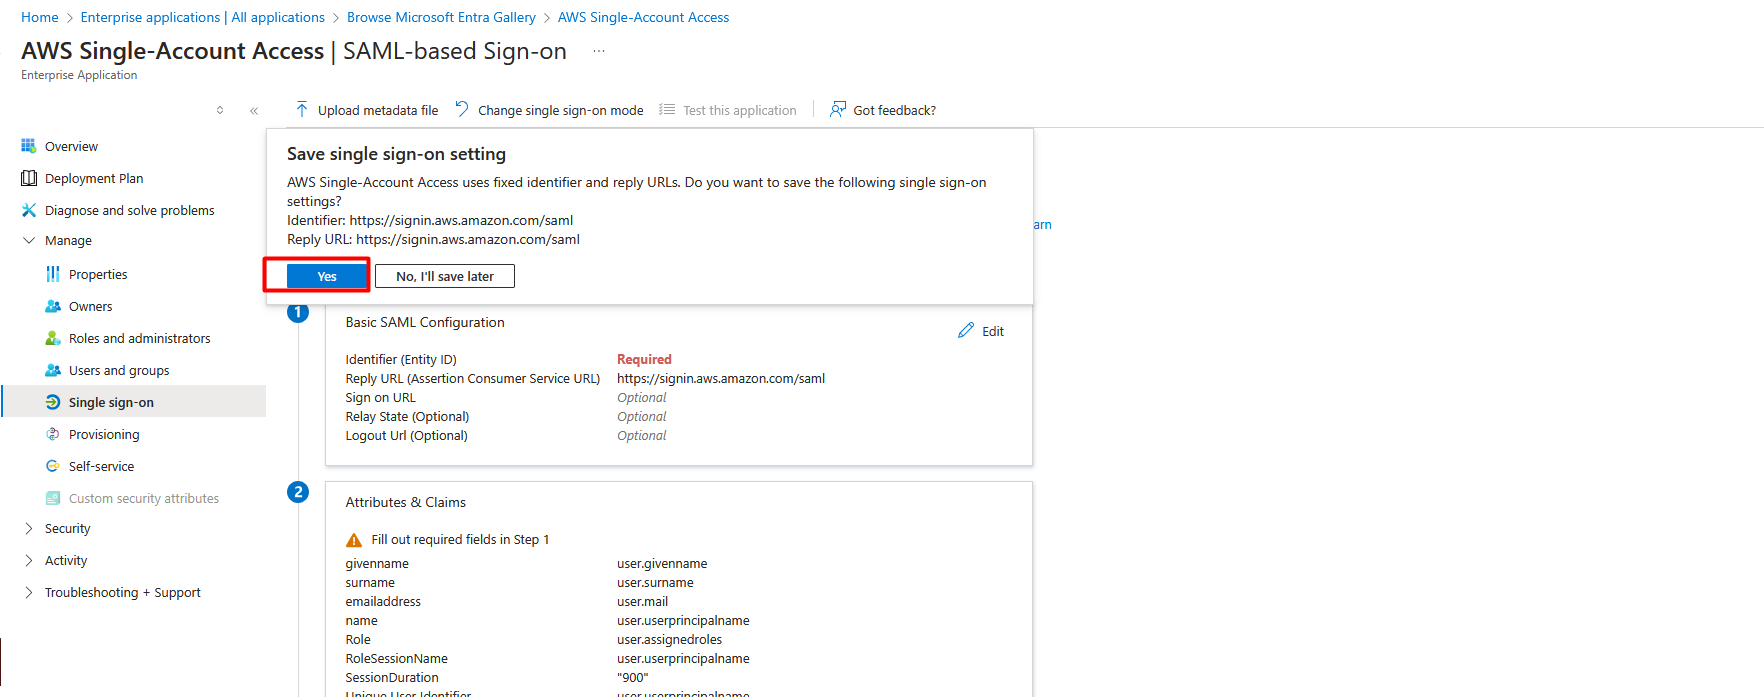 Home > Enterprise applications | All applications > Browse Microsoft Entra Gallery > AWS Single-Account Access
AWS Single-Account Access | SAML-based Sign-on ...
Enterprise Application
Upload metadata file Change single sign-on mode Test this application Got feedback?
Overview
Deployment Plan
Diagnose and solve problems
Manage
Properties
Owners
Roles and administrators
Users and groups
Single sign-on
Provisioning
Self-service
Custom security attributes
Security
Activity
Troubleshooting + Support
Save single sign-on setting
AWS Single-Account Access uses fixed identifier and reply URLs. Do you want to save the following single sign-on
settings?
Identifier: https://signin.aws.amazon.com/saml
Reply URL: https://signin.aws.amazon.com/saml
Yes No, I'll save later
arn
1
Basic SAML Configuration
Edit
Identifier (Entity ID) Required
Reply URL (Assertion Consumer Service URL) https://signin.aws.amazon.com/saml
Sign on URL Optional
Relay State (Optional) Optional
Logout Url (Optional) Optional
2
Attributes & Claims
Fill out required fields in Step 1
givenname user.givenname
surname user.surname
emailaddress user.mail
name user.userprincipalname
Role user.assignedroles
RoleSessionName user.userprincipalname
SessionDuration "900"
Unique User Identifier user.userprincipalname